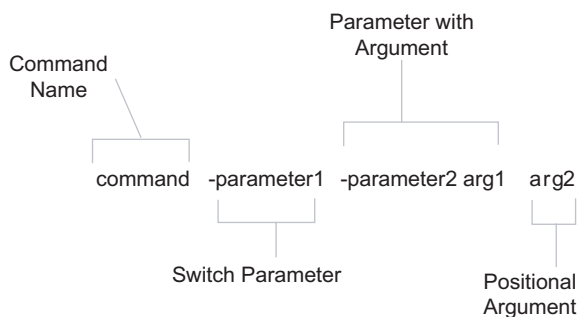 Parameter with
Argument
Command
Name
command -parameter1 -parameter2 arg1 arg2
Switch Parameter
Positional
Argument